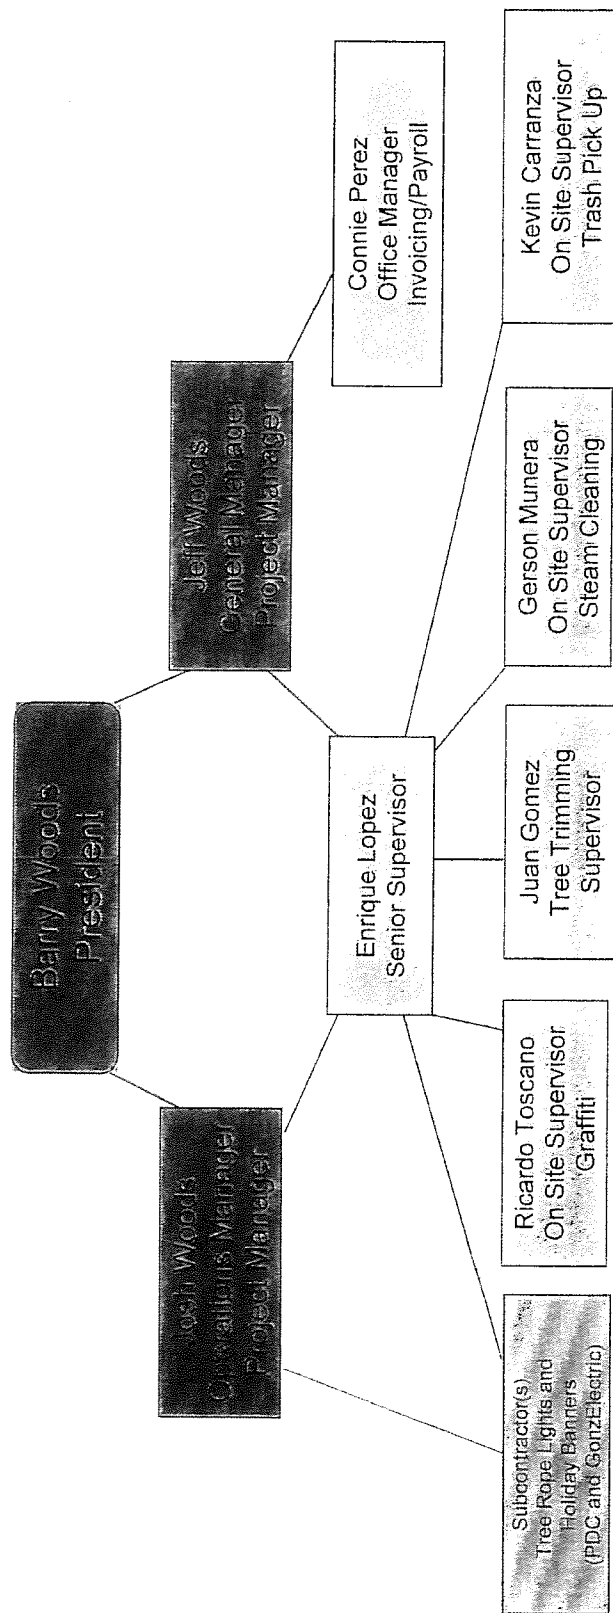 Barry Woods
President
Josh Woods
Operations Manager
Project Manager
Jeff Woods
General Manager
Project Manager
Enrique Lopez
Senior Supervisor
Connie Perez
Office Manager
Invoicing/Payroll
Subcontractor(s)
Tree Rope Lights and
Holiday Banners
(PDC and GonzElectric)
Ricardo Toscano
On Site Supervisor
Graffiti
Juan Gomez
Tree Trimming
Supervisor
Gerson Munera
On Site Supervisor
Steam Cleaning
Kevin Carranza
On Site Supervisor
Trash Pick Up